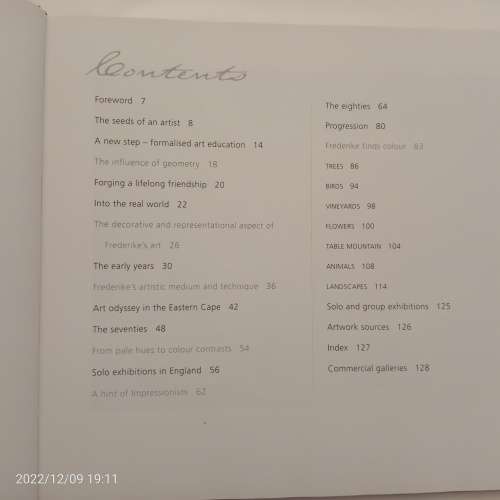 Contents
Foreword 7
The seeds of an artist 8
A new step – formalised art education 14
The influence of geometry 18
Forging a lifelong friendship 20
Into the real world 22
The decorative and representational aspect of
Frederike's art 26
The early years 30
Frederike's artistic medium and technique 36
Art odyssey in the Eastern Cape 42
The seventies 48
From pale hues to colour contrasts 54
Solo exhibitions in England 56
A hint of Impressionism 62
The eighties 64
Progression 80
Frederike finds colour 83
TREES 86
BIRDS 94
VINEYARDS 98
FLOWERS 100
TABLE MOUNTAIN 104
ANIMALS 108
LANDSCAPES 114
Solo and group exhibitions 125
Artwork sources 126
Index 127
Commercial galleries 128
2022/12/09 19:11